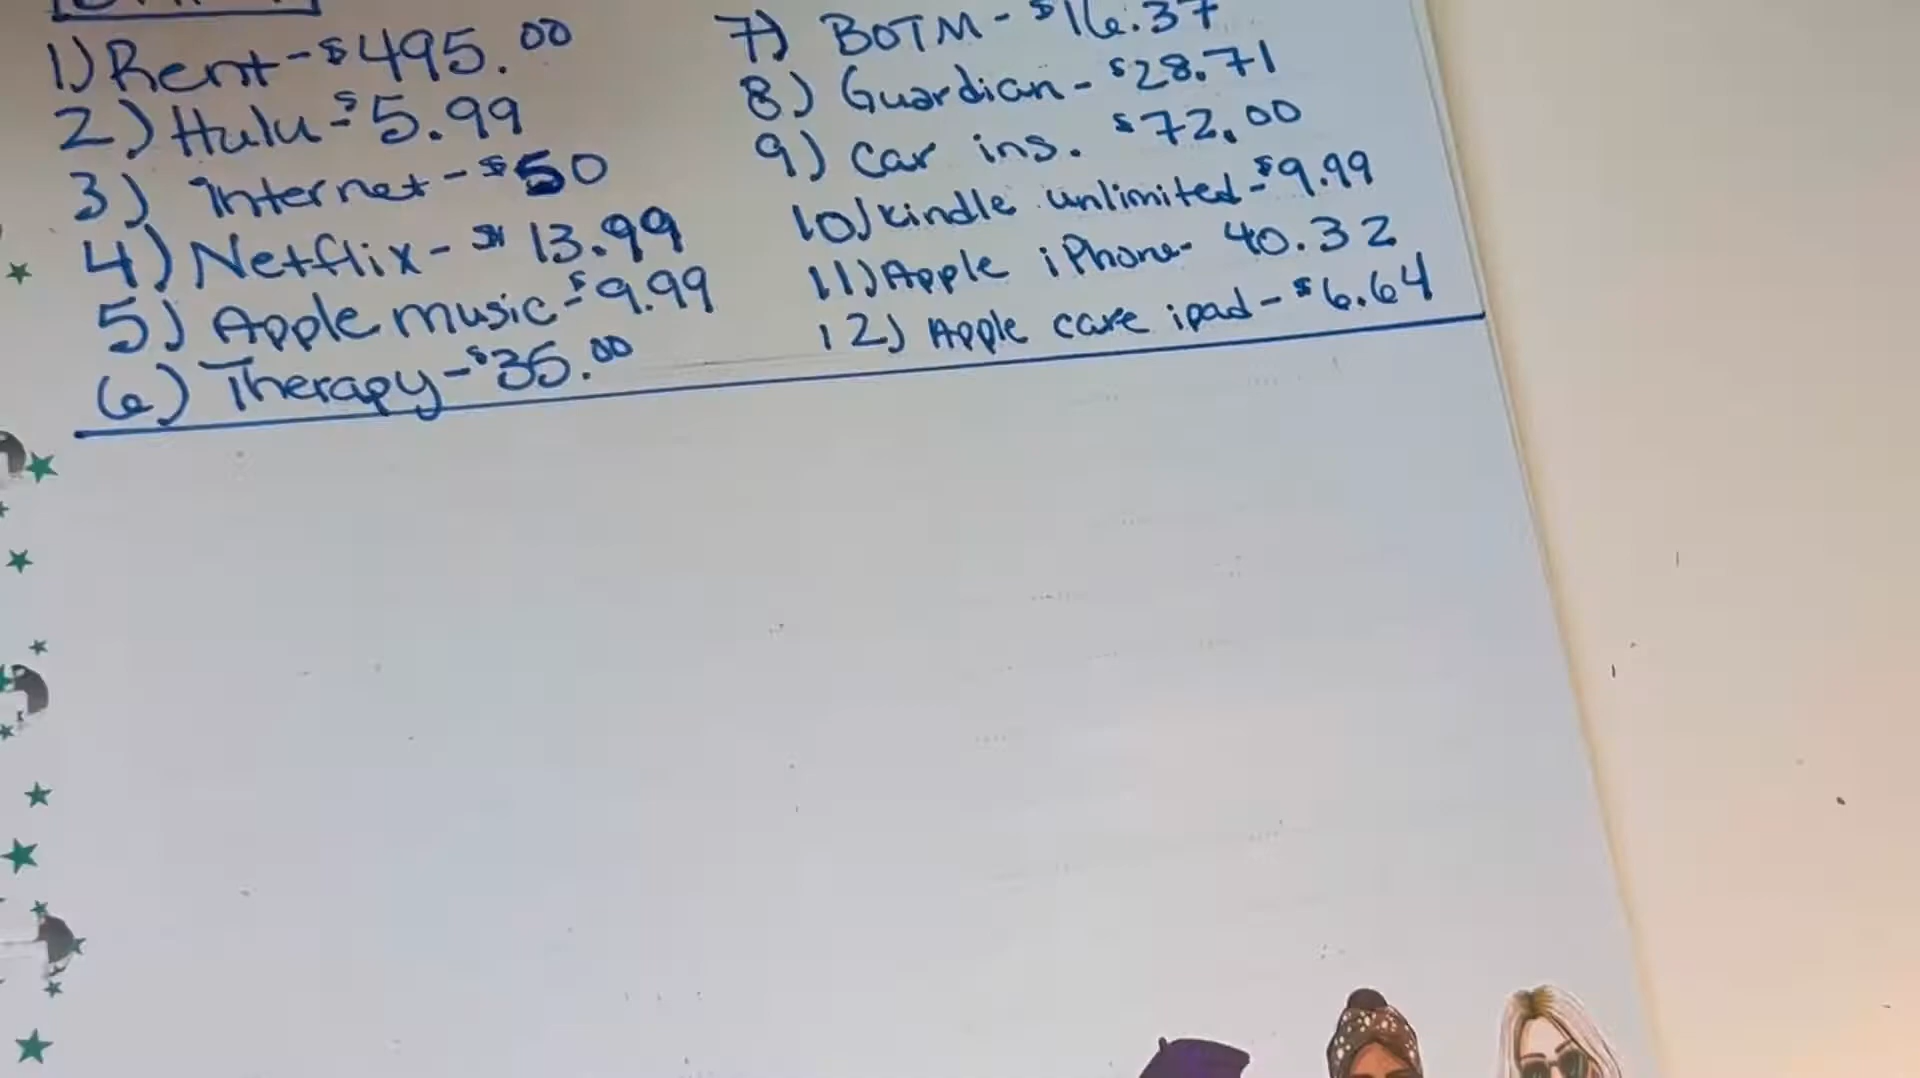 1) Rent - $495.00
2) Hulu - $5.99
3) Internet - $50
4) Netflix - $13.99
5) Apple music - $9.99
6) Therapy - $35.00
7) BOTM - $16.37
8) Guardian - $28.71
9) Car ins. $72.00
10) Kindle unlimited - $9.99
11) Apple iPhone - 40.32
12) Apple care ipad - $6.64